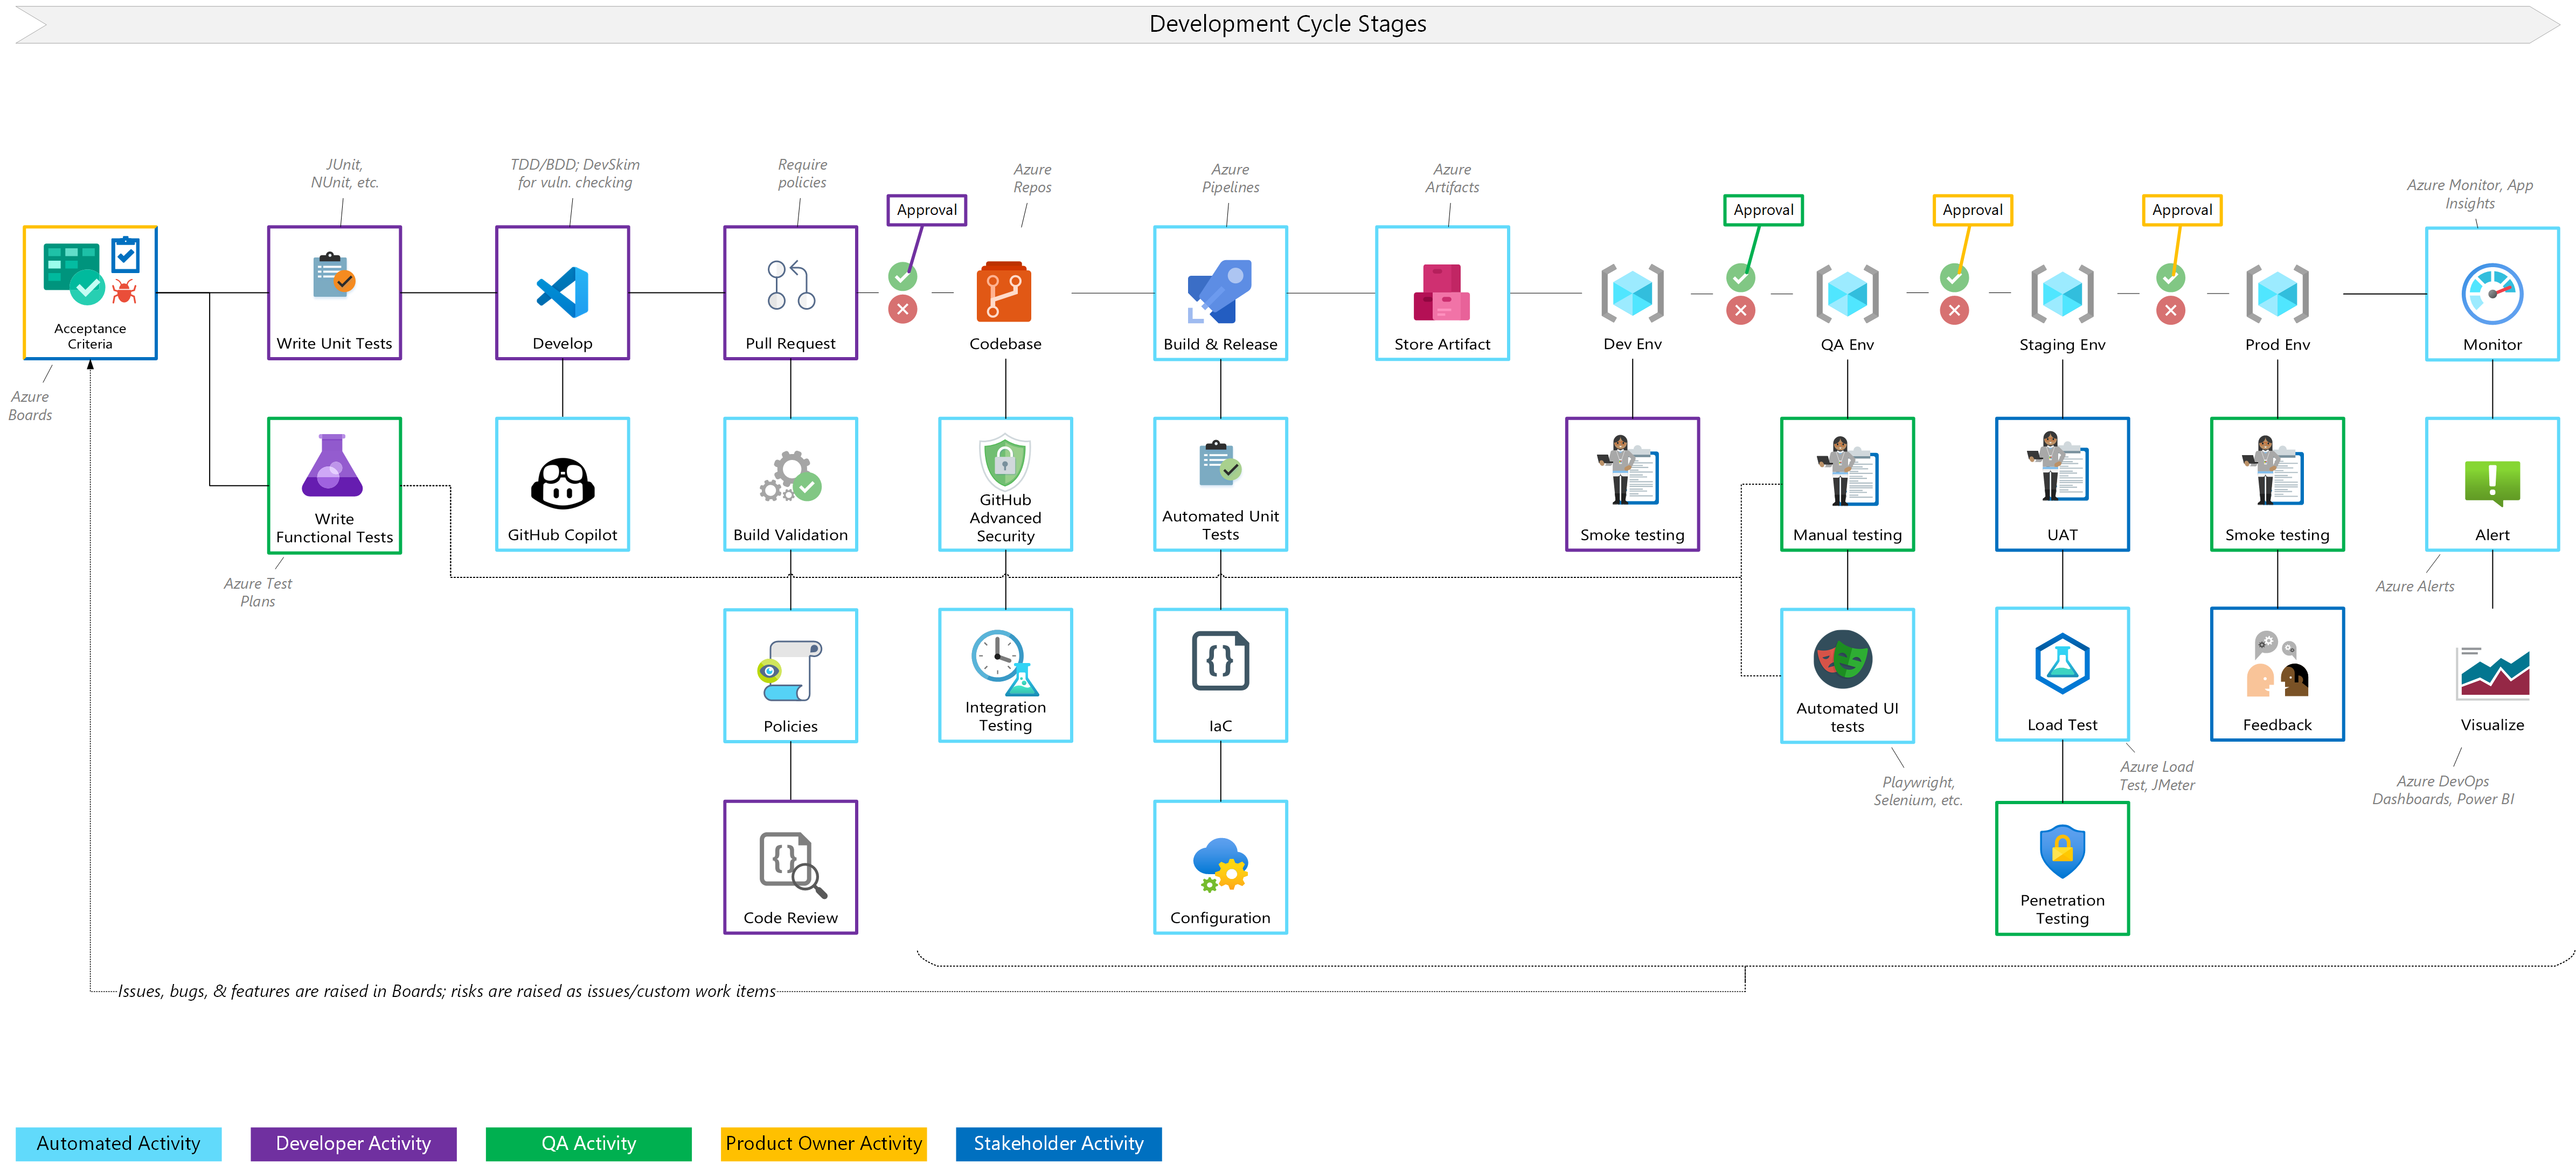 Development Cycle Stages
JUnit,
NUnit, etc.
TDD/BDD; DevSkim
for vuln. checking
Require
policies
Azure
Repos
Azure
Pipelines
Azure
Artifacts
Azure Monitor, App
Insights
Approval
Approval
Approval
Approval
Acceptance
Criteria
Write Unit Tests
Develop
Pull Request
Codebase
Build & Release
Store Artifact
Dev Env
QA Env
Staging Env
Prod Env
Monitor
Azure
Boards
Write
Functional Tests
GitHub Copilot
Build Validation
GitHub
Advanced
Security
Automated Unit
Tests
Smoke testing
Manual testing
UAT
Smoke testing
Alert
Azure Test
Plans
Azure Alerts
Policies
Integration
Testing
IaC
Automated UI
tests
Load Test
Feedback
Visualize
Playwright,
Selenium, etc.
Azure Load
Test, JMeter
Azure DevOps
Dashboards, Power BI
Code Review
Configuration
Penetration
Testing
Issues, bugs, & features are raised in Boards; risks are raised as issues/custom work items
Automated Activity
Developer Activity
QA Activity
Product Owner Activity
Stakeholder Activity